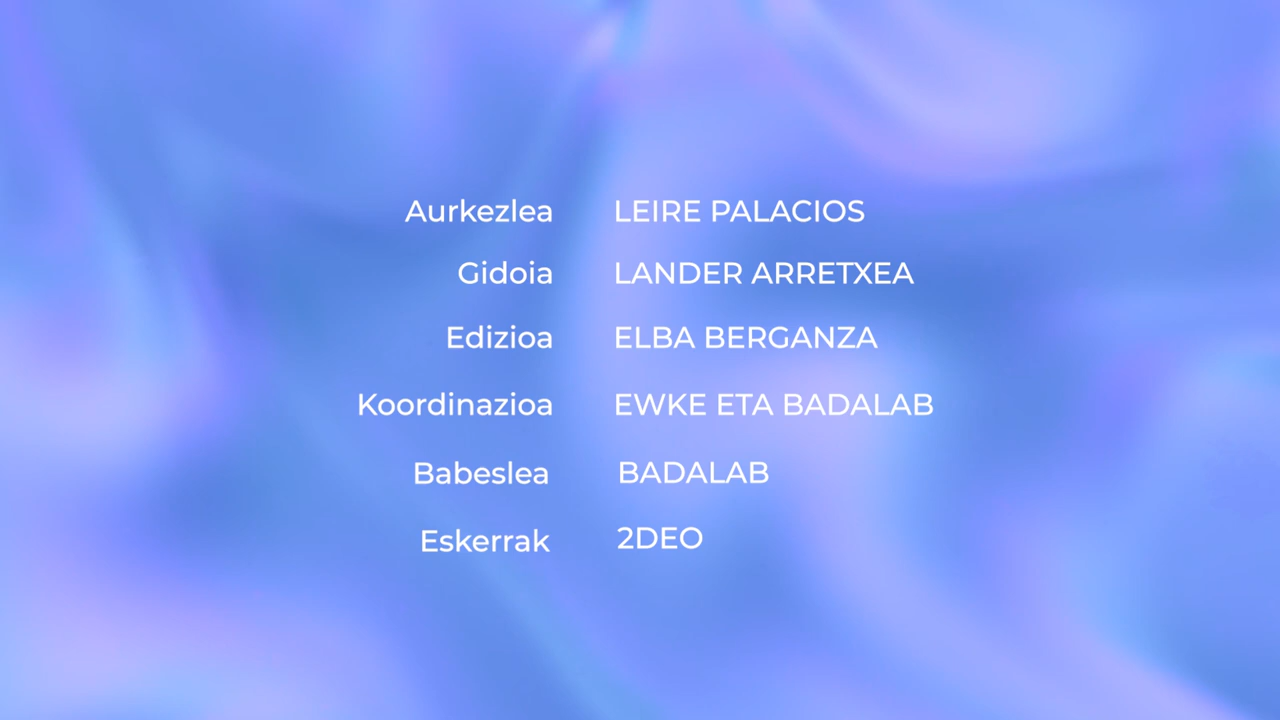 Aurkezlea LEIRE PALACIOS
Gidoia LANDER ARRETXEA
Edizioa ELBA BERGANZA
Koordinazioa EWKE ETA BADALAB
Babeslea BADALAB
Eskerrak 2DEO